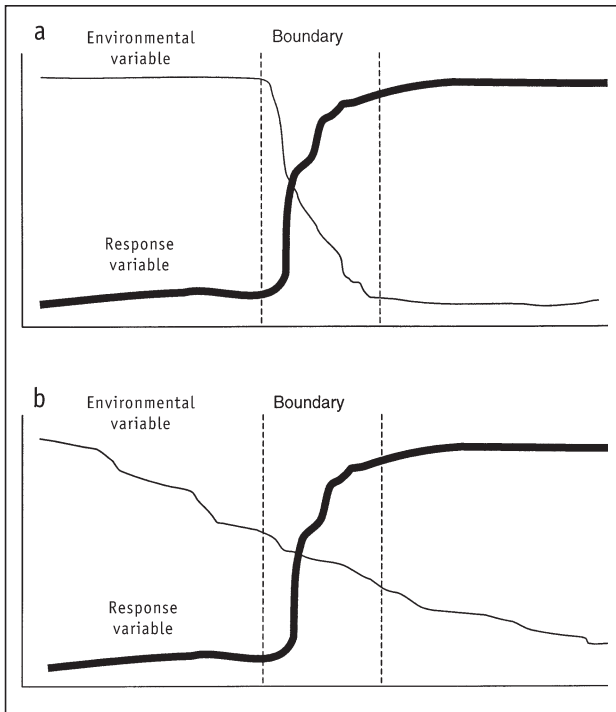 a
Environmental
variable
Boundary
Response
variable
b
Environmental
variable
Boundary
Response
variable